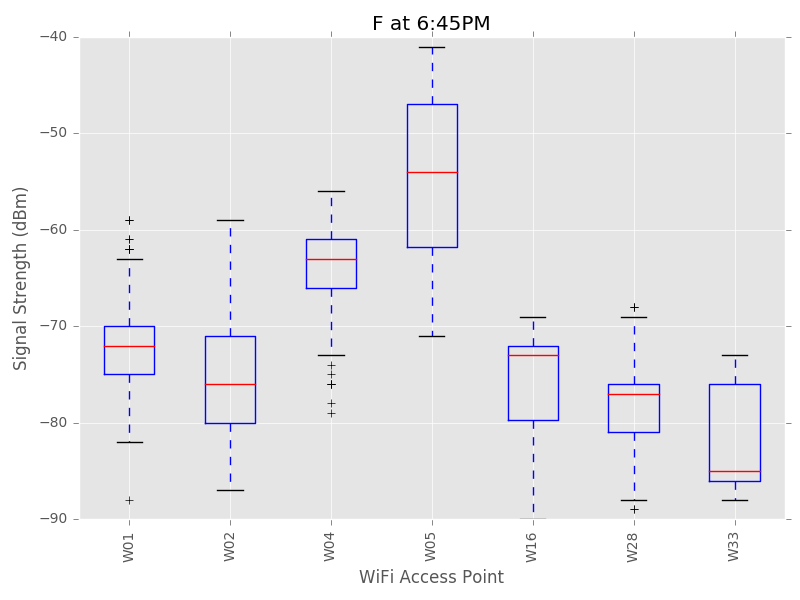 F at 6:45PM
Signal Strength (dBm)
−40
−50
−60
−70
−80
−90
W01
W02
W04
W05
W16
W28
W33
WiFi Access Point